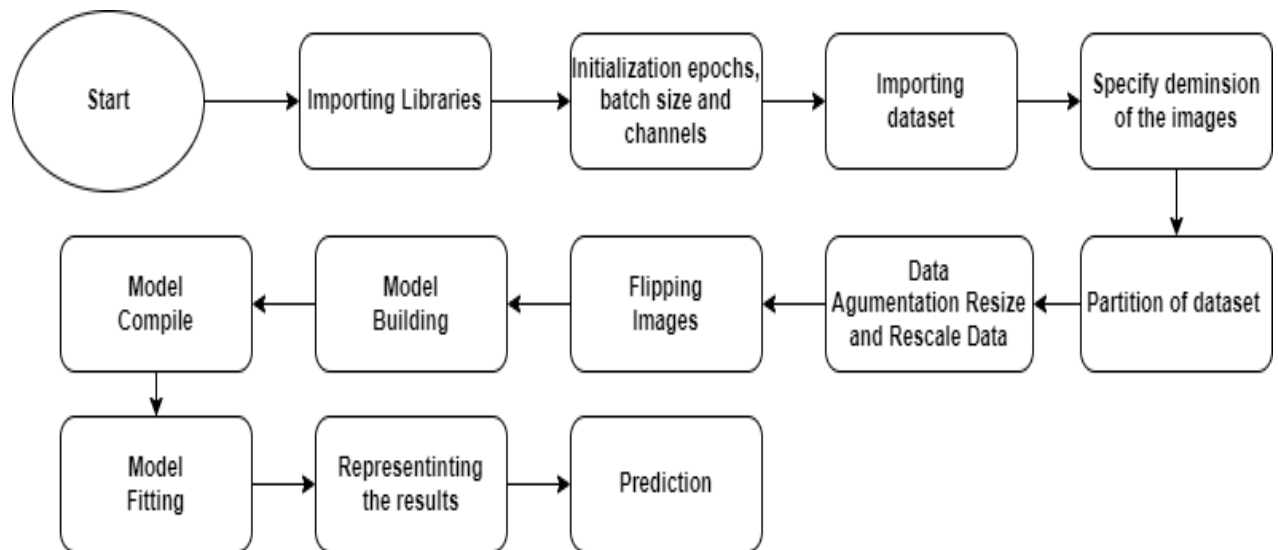 Start
Importing Libraries
Initialization epochs,
batch size and
channels
Importing
dataset
Specify deminsion
of the images
Partition of dataset
Data
Agumentation Resize
and Rescale Data
Flipping
Images
Model
Building
Model
Compile
Model
Fitting
Representinting
the results
Prediction